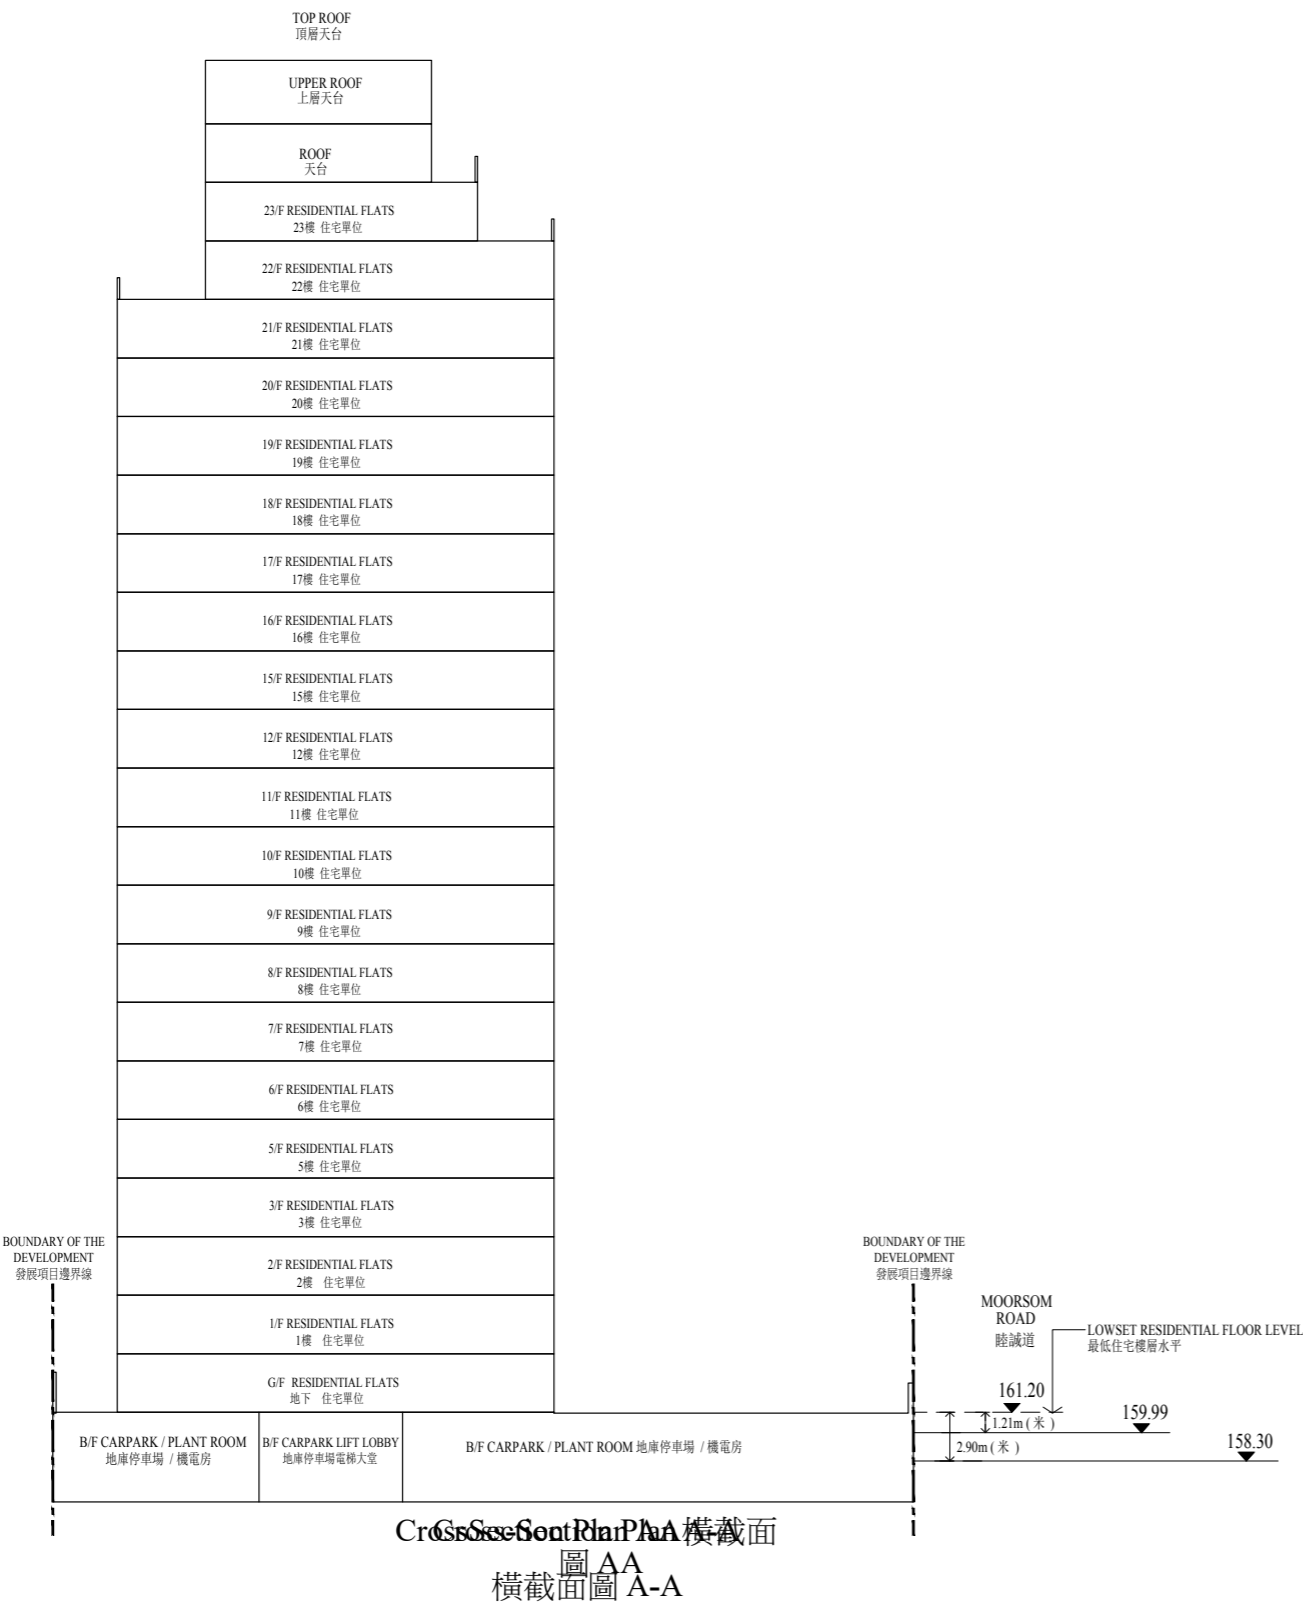 TOP ROOF
頂層天台
UPPER ROOF
上層天台
ROOF
天台
23/F RESIDENTIAL FLATS
23樓 住宅單位
22/F RESIDENTIAL FLATS
22樓 住宅單位
21/F RESIDENTIAL FLATS
21樓 住宅單位
20/F RESIDENTIAL FLATS
20樓 住宅單位
19/F RESIDENTIAL FLATS
19樓 住宅單位
18/F RESIDENTIAL FLATS
18樓 住宅單位
17/F RESIDENTIAL FLATS
17樓 住宅單位
16/F RESIDENTIAL FLATS
16樓 住宅單位
15/F RESIDENTIAL FLATS
15樓 住宅單位
12/F RESIDENTIAL FLATS
12樓 住宅單位
11/F RESIDENTIAL FLATS
11樓 住宅單位
10/F RESIDENTIAL FLATS
10樓 住宅單位
9/F RESIDENTIAL FLATS
9樓 住宅單位
8/F RESIDENTIAL FLATS
8樓 住宅單位
7/F RESIDENTIAL FLATS
7樓 住宅單位
6/F RESIDENTIAL FLATS
6樓 住宅單位
5/F RESIDENTIAL FLATS
5樓 住宅單位
3/F RESIDENTIAL FLATS
3樓 住宅單位
2/F RESIDENTIAL FLATS
2樓 住宅單位
1/F RESIDENTIAL FLATS
1樓 住宅單位
G/F RESIDENTIAL FLATS
地下 住宅單位
BOUNDARY OF THE
DEVELOPMENT
發展項目邊界線
BOUNDARY OF THE
DEVELOPMENT
發展項目邊界線
MOORSOM
ROAD
睦誠道
LOWSET RESIDENTIAL FLOOR LEVEL
最低住宅樓層水平
161.20
159.99
158.30
1.21m ( 米 )
2.90m ( 米 )
B/F CARPARK / PLANT ROOM
地庫停車場 / 機電房
B/F CARPARK LIFT LOBBY
地庫停車場電梯大堂
B/F CARPARK / PLANT ROOM 地庫停車場 / 機電房
Cross-Section Plan A-A
橫截面
圖 AA
橫截面圖 A-A